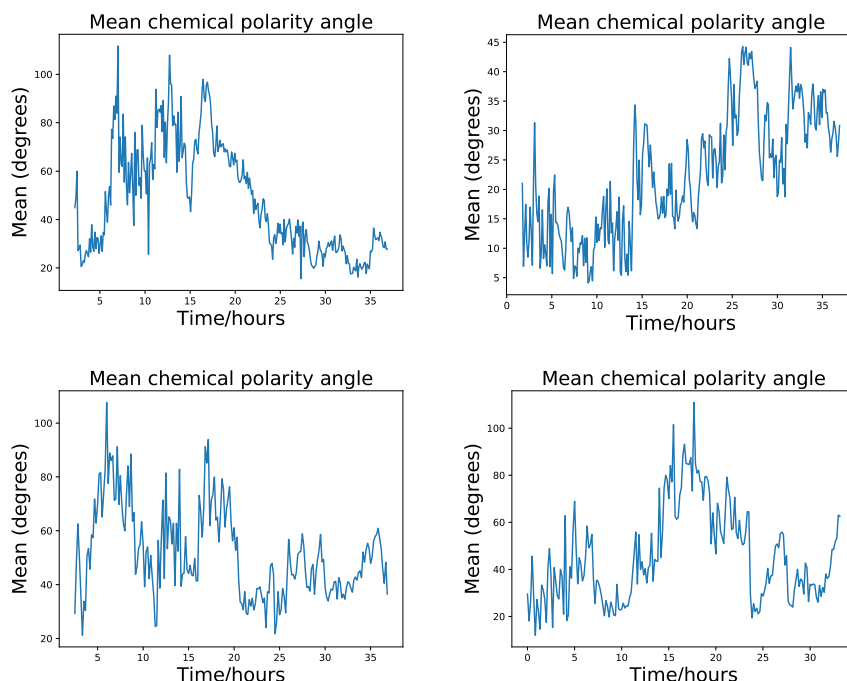 Mean chemical polarity angle
Mean (degrees)
100
80
60
40
20
5 10 15 20 25 30 35
Time/hours
Mean chemical polarity angle
Mean (degrees)
45
40
35
30
25
20
15
10
5
0 5 10 15 20 25 30 35
Time/hours
Mean chemical polarity angle
Mean (degrees)
100
80
60
40
20
5 10 15 20 25 30 35
Time/hours
Mean chemical polarity angle
Mean (degrees)
100
80
60
40
20
0 5 10 15 20 25 30
Time/hours